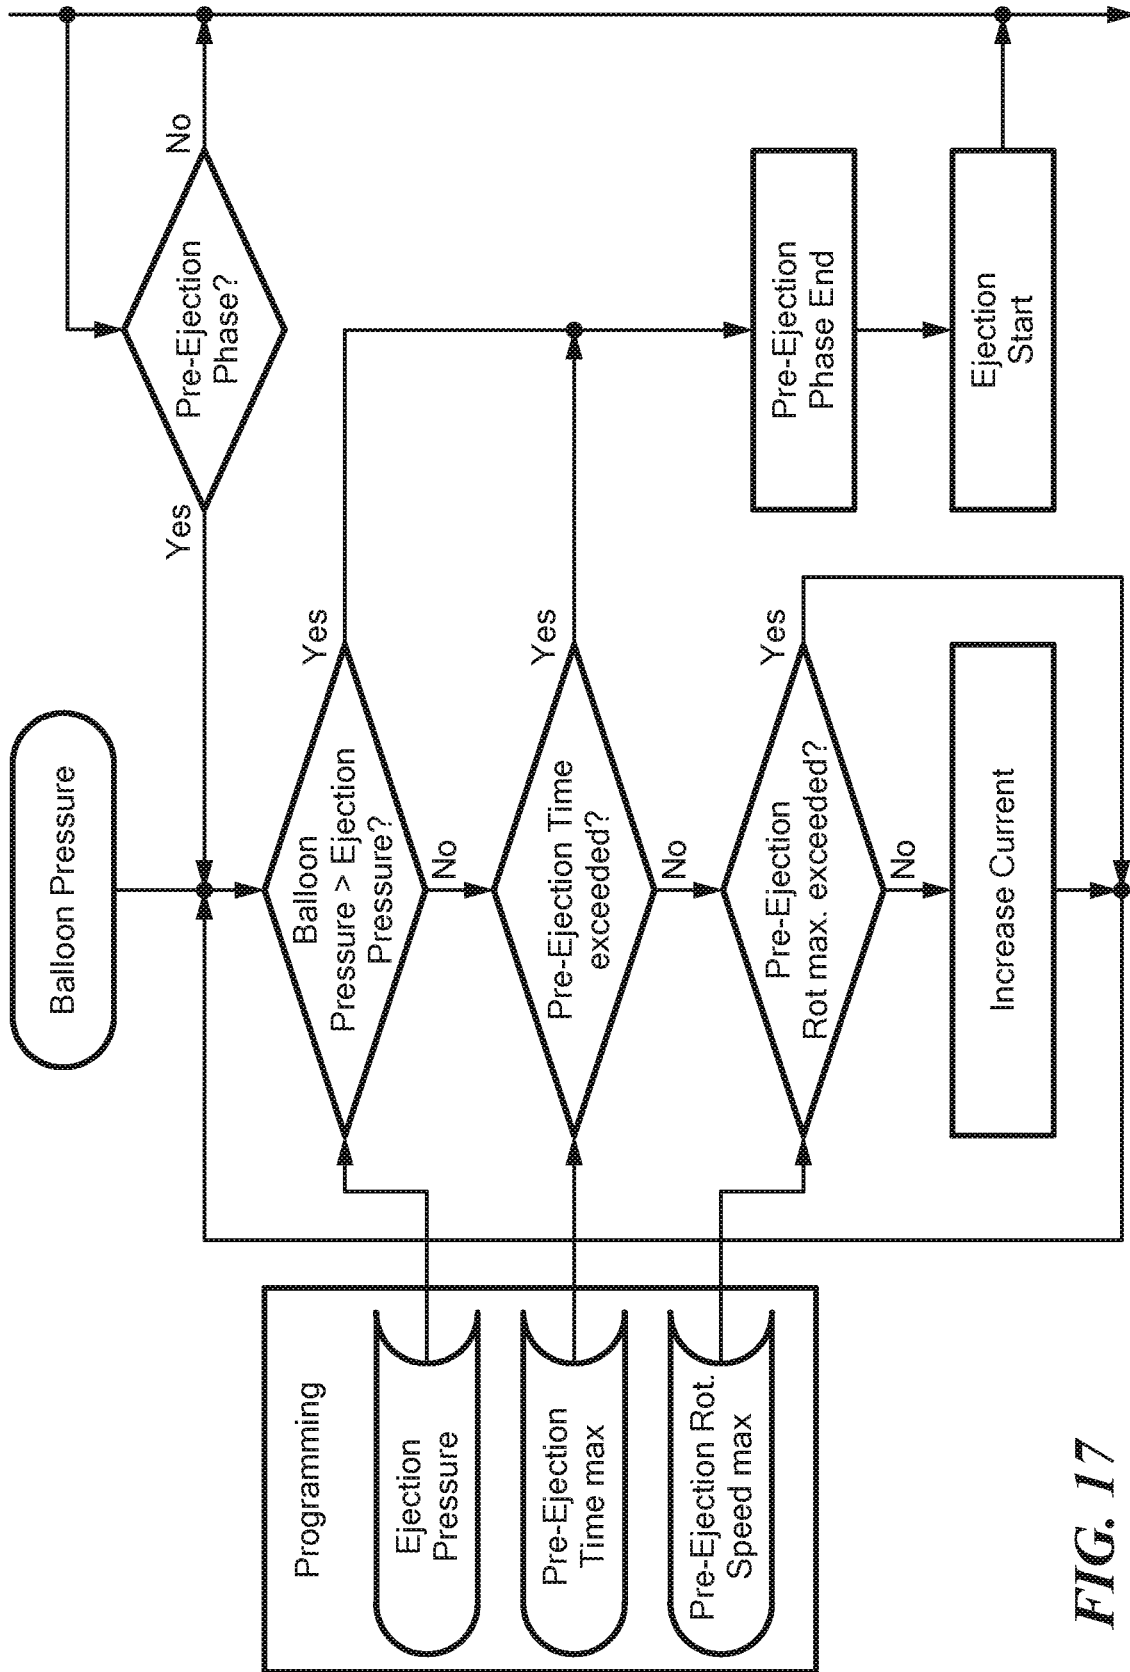 Balloon Pressure
Pre-Ejection
Phase?
Yes
No
Programming
Ejection
Pressure
Balloon
Pressure > Ejection
Pressure?
Yes
No
Pre-Ejection
Time max
Pre-Ejection Time
exceeded?
Yes
No
Pre-Ejection Rot.
Speed max
Pre-Ejection
Rot max. exceeded?
Yes
No
Pre-Ejection
Phase End
Increase Current
Ejection
Start
FIG. 17